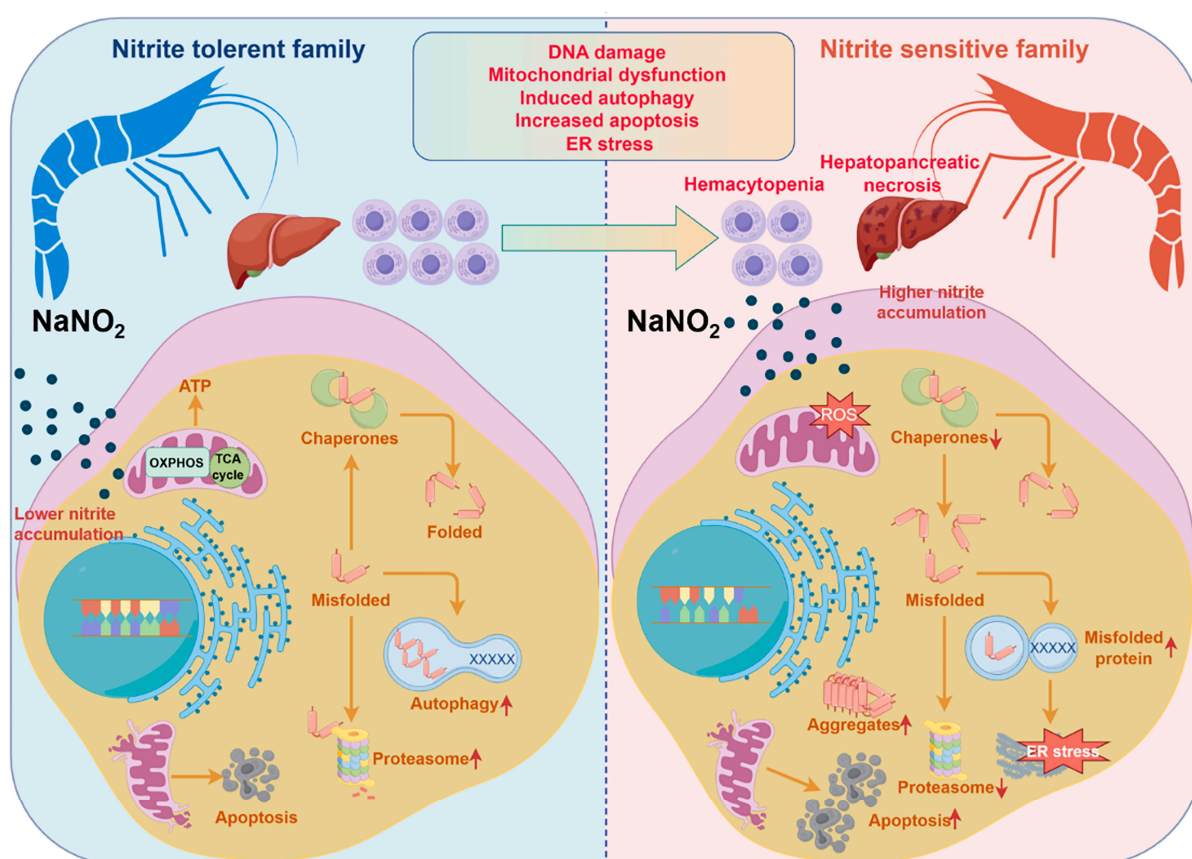 Nitrite tolerent family
DNA damage
Mitochondrial dysfunction
Induced autophagy
Increased apoptosis
ER stress
Nitrite sensitive family
Hemacytopenia
Hepatopancreatic
necrosis
NaNO2
Lower nitrite
accumulation
ATP
OXPHOS
TCA
cycle
Chaperones
Folded
Misfolded
XXXXX
Autophagy
Proteasome
Apoptosis
NaNO2
Higher nitrite
accumulation
ROS
Chaperones
Misfolded
XXXXX
Misfolded
protein
Aggregates
ER stress
Proteasome
Apoptosis